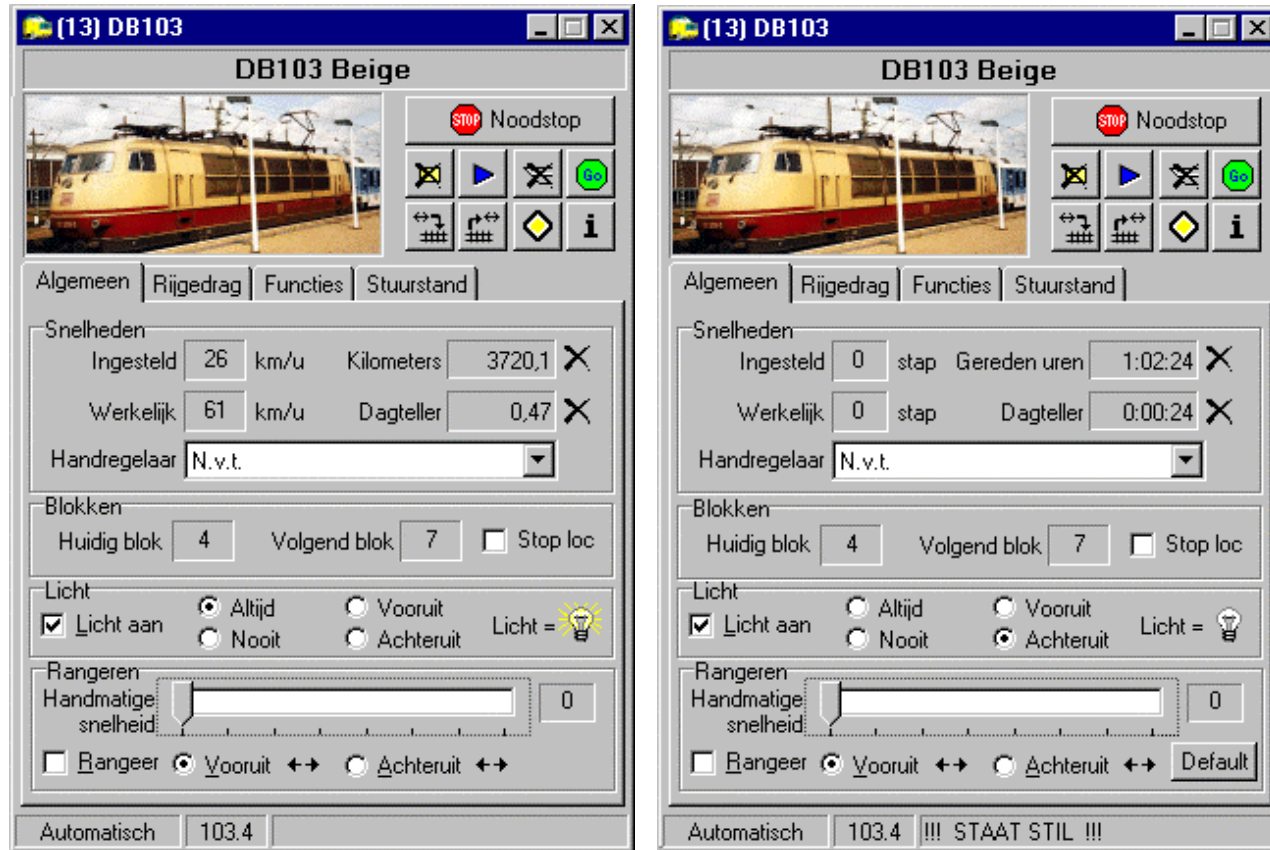 (13) DB103
DB103 Beige
STOP Noodstop
Go
i
Algemeen Rijgedrag Functies Stuurstand
Snelheden
Ingesteld 26 km/u Kilometers 3720,1
Werkelijk 61 km/u Dagteller 0,47
Handregelaar N.v.t.
Blokken
Huidig blok 4 Volgend blok 7 Stop loc
Licht
Licht aan Altijd Vooruit Licht =
Nooit Achteruit
Rangeren
Handmatige 0
snelheid
Rangeer Vooruit Achteruit
Automatisch 103.4
(13) DB103
DB103 Beige
STOP Noodstop
Go
i
Algemeen Rijgedrag Functies Stuurstand
Snelheden
Ingesteld 0 stap Gereden uren 1:02:24
Werkelijk 0 stap Dagteller 0:00:24
Handregelaar N.v.t.
Blokken
Huidig blok 4 Volgend blok 7 Stop loc
Licht
Licht aan Altijd Vooruit Licht =
Nooit Achteruit
Rangeren
Handmatige 0
snelheid
Rangeer Vooruit Achteruit Default
Automatisch 103.4 !!! STAAT STIL !!!